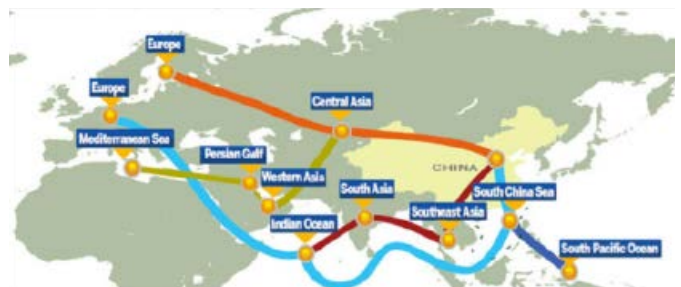 Europe
Europe
Central Asia
Mediterranean Sea
Persian Gulf
Western Asia
CHINA
South Asia
South China Sea
Indian Ocean
Southeast Asia
South Pacific Ocean